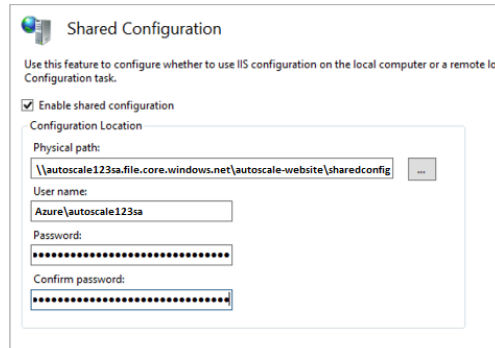 Shared Configuration
Use this feature to configure whether to use IIS configuration on the local computer or a remote lo
Configuration task.
Enable shared configuration
Configuration Location
Physical path:
\\autoscale123sa.file.core.windows.net\autoscale-website\sharedconfig
...
User name:
Azure\autoscale123sa
Password:
Confirm password: